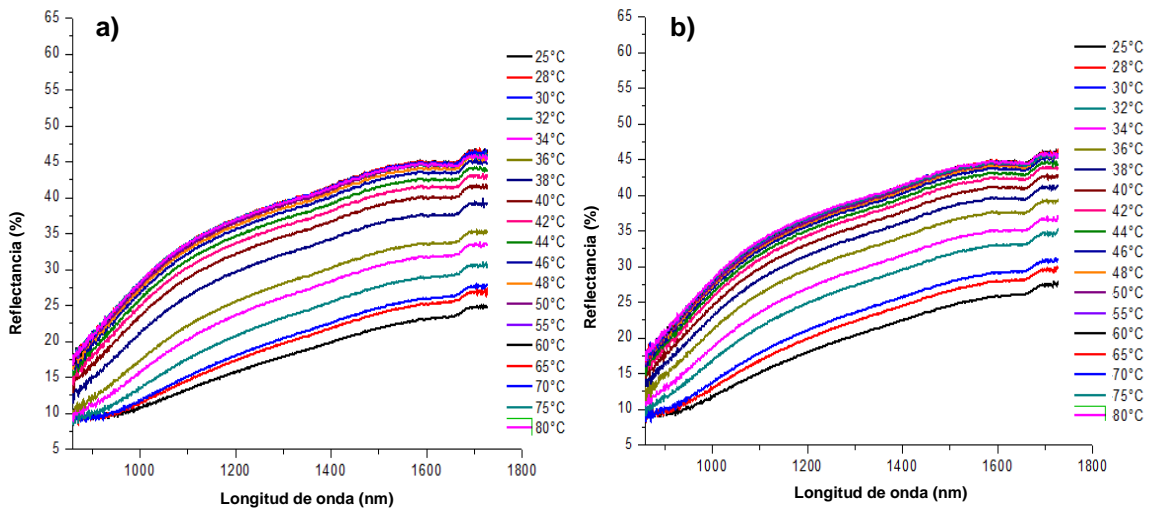 a)
65
60
55
50
45
40
35
30
25
20
15
10
5
Reflectancia (%)
1000 1200 1400 1600 1800
Longitud de onda (nm)
25°C
28°C
30°C
32°C
34°C
36°C
38°C
40°C
42°C
44°C
46°C
48°C
50°C
55°C
60°C
65°C
70°C
75°C
80°C
b)
65
60
55
50
45
40
35
30
25
20
15
10
5
Reflectancia (%)
1000 1200 1400 1600 1800
Longitud de onda (nm)
25°C
28°C
30°C
32°C
34°C
36°C
38°C
40°C
42°C
44°C
46°C
48°C
50°C
55°C
60°C
65°C
70°C
75°C
80°C